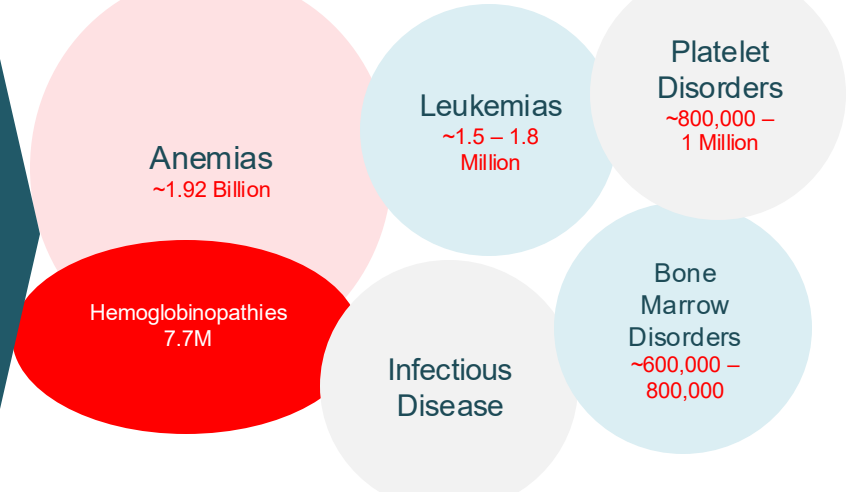 Anemias
~1.92 Billion
Hemoglobinopathies
7.7M
Leukemias
~1.5 – 1.8
Million
Platelet
Disorders
~800,000 –
1 Million
Infectious
Disease
Bone
Marrow
Disorders
~600,000 –
800,000